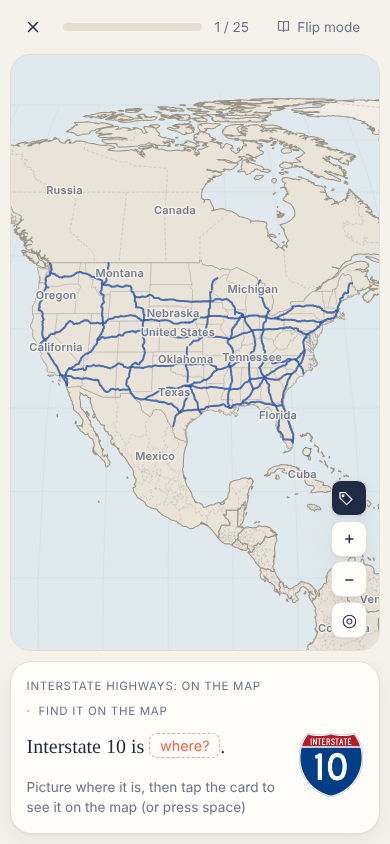 1 / 25
Flip mode
Russia
Canada
Montana
Oregon
Michigan
Nebraska
United States
California
Oklahoma
Tennessee
Texas
Florida
Mexico
Cuba
+
−
INTERSTATE HIGHWAYS: ON THE MAP
· FIND IT ON THE MAP
Interstate 10 is where? .
INTERSTATE
10
Picture where it is, then tap the card to
see it on the map (or press space)